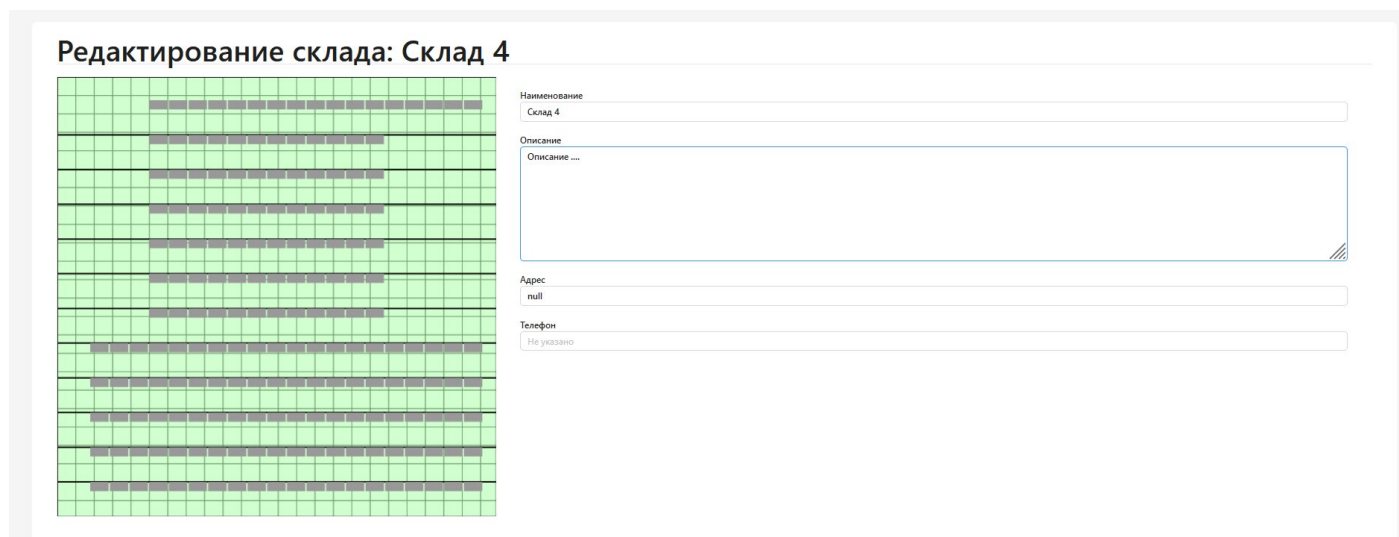 Редактирование склада: Склад 4
Наименование
Склад 4
Описание
Описание ....
Адрес
null
Телефон
Не указано